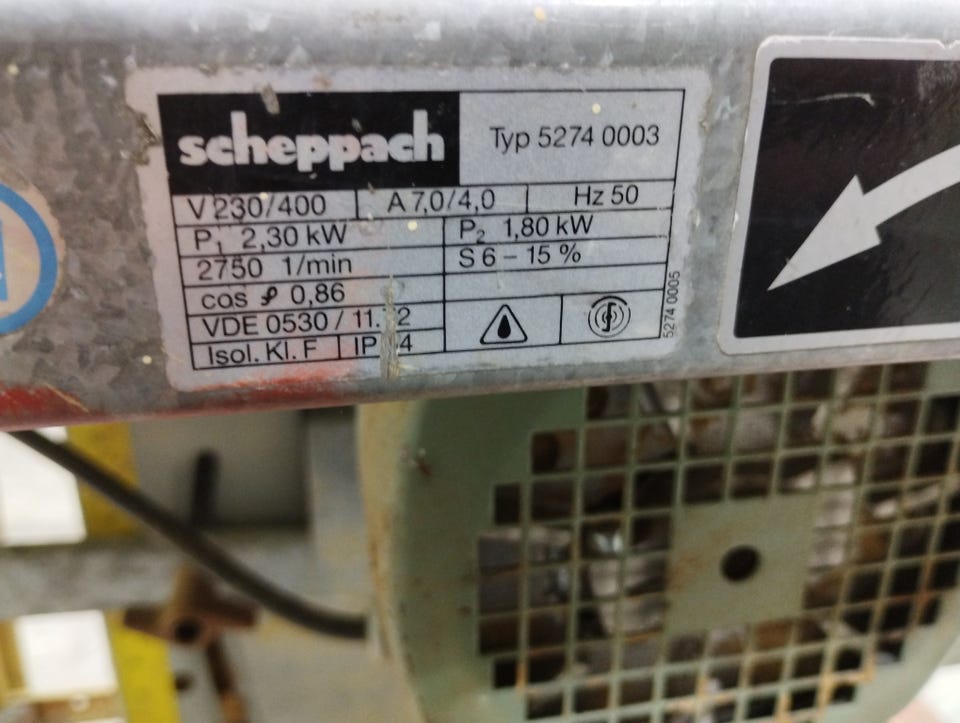 scheppach
Typ 5274 0003
V 230/400 A 7,0/4,0 Hz 50
P1 2,30 kW P2 1,80 kW
2750 1/min S 6 – 15 %
cos φ 0,86
VDE 0530 /
Isol. Kl. F IP
5274 0005